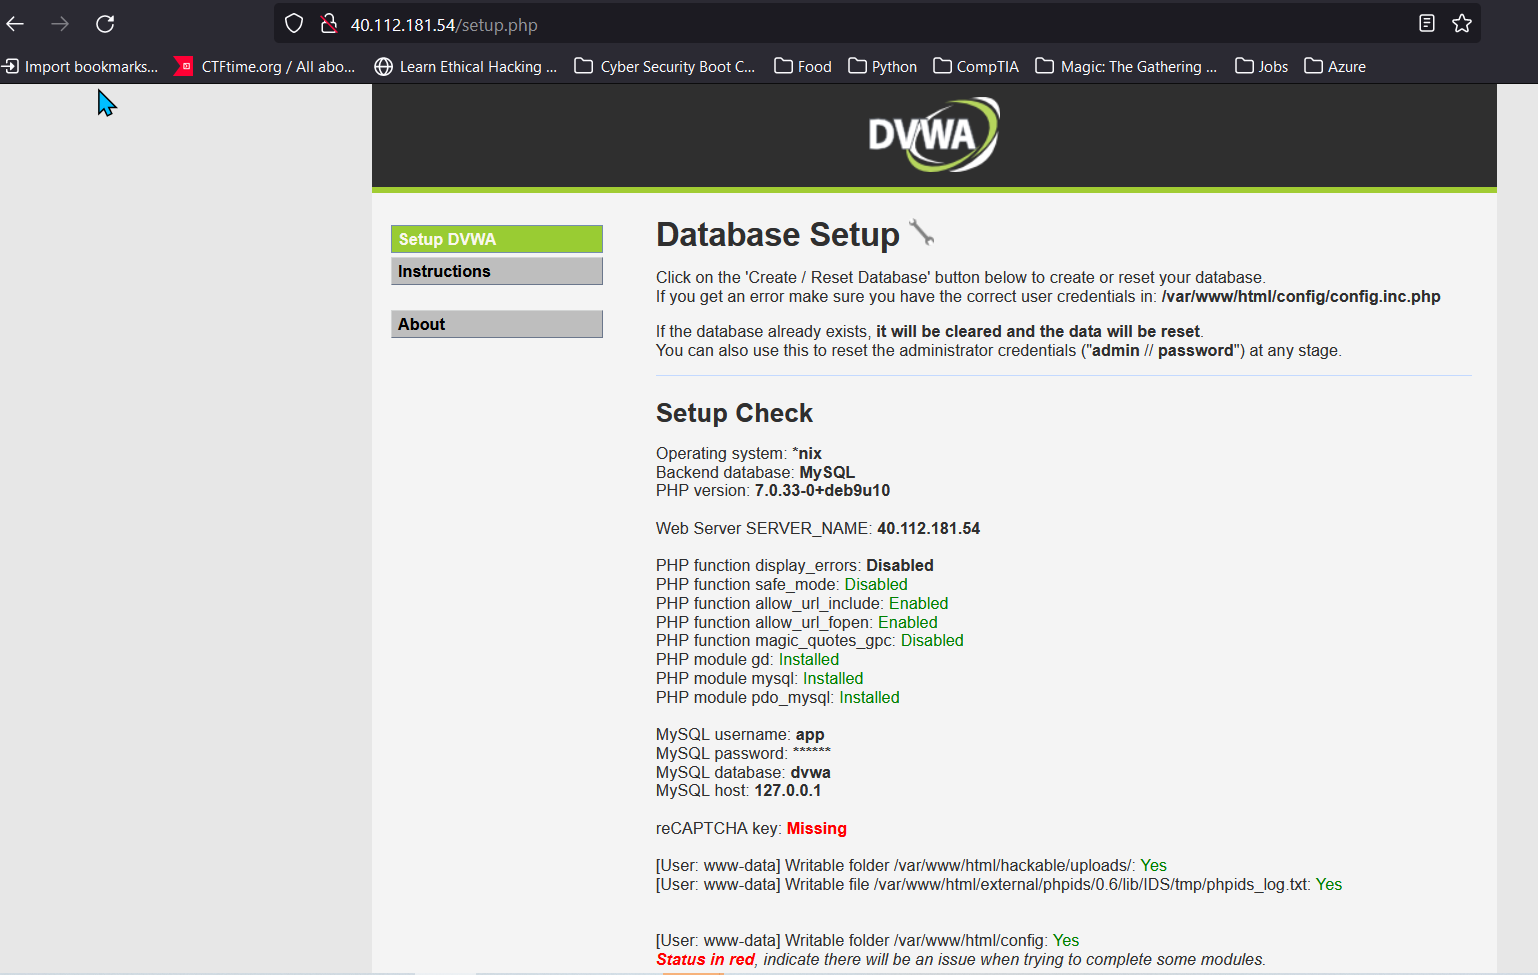 40.112.181.54/setup.php
Import bookmarks... CTFtime.org / All abo... Learn Ethical Hacking ... Cyber Security Boot C... Food Python CompTIA Magic: The Gathering ... Jobs Azure
DVWA
Setup DVWA
Instructions
About
Database Setup
Click on the 'Create / Reset Database' button below to create or reset your database.
If you get an error make sure you have the correct user credentials in: /var/www/html/config/config.inc.php
If the database already exists, it will be cleared and the data will be reset.
You can also use this to reset the administrator credentials ("admin // password") at any stage.
Setup Check
Operating system: *nix
Backend database: MySQL
PHP version: 7.0.33-0+deb9u10
Web Server SERVER_NAME: 40.112.181.54
PHP function display_errors: Disabled
PHP function safe_mode: Disabled
PHP function allow_url_include: Enabled
PHP function allow_url_fopen: Enabled
PHP function magic_quotes_gpc: Disabled
PHP module gd: Installed
PHP module mysql: Installed
PHP module pdo_mysql: Installed
MySQL username: app
MySQL password: ******
MySQL database: dvwa
MySQL host: 127.0.0.1
reCAPTCHA key: Missing
[User: www-data] Writable folder /var/www/html/hackable/uploads/: Yes
[User: www-data] Writable file /var/www/html/external/phpids/0.6/lib/IDS/tmp/phpids_log.txt: Yes
[User: www-data] Writable folder /var/www/html/config: Yes
Status in red, indicate there will be an issue when trying to complete some modules.